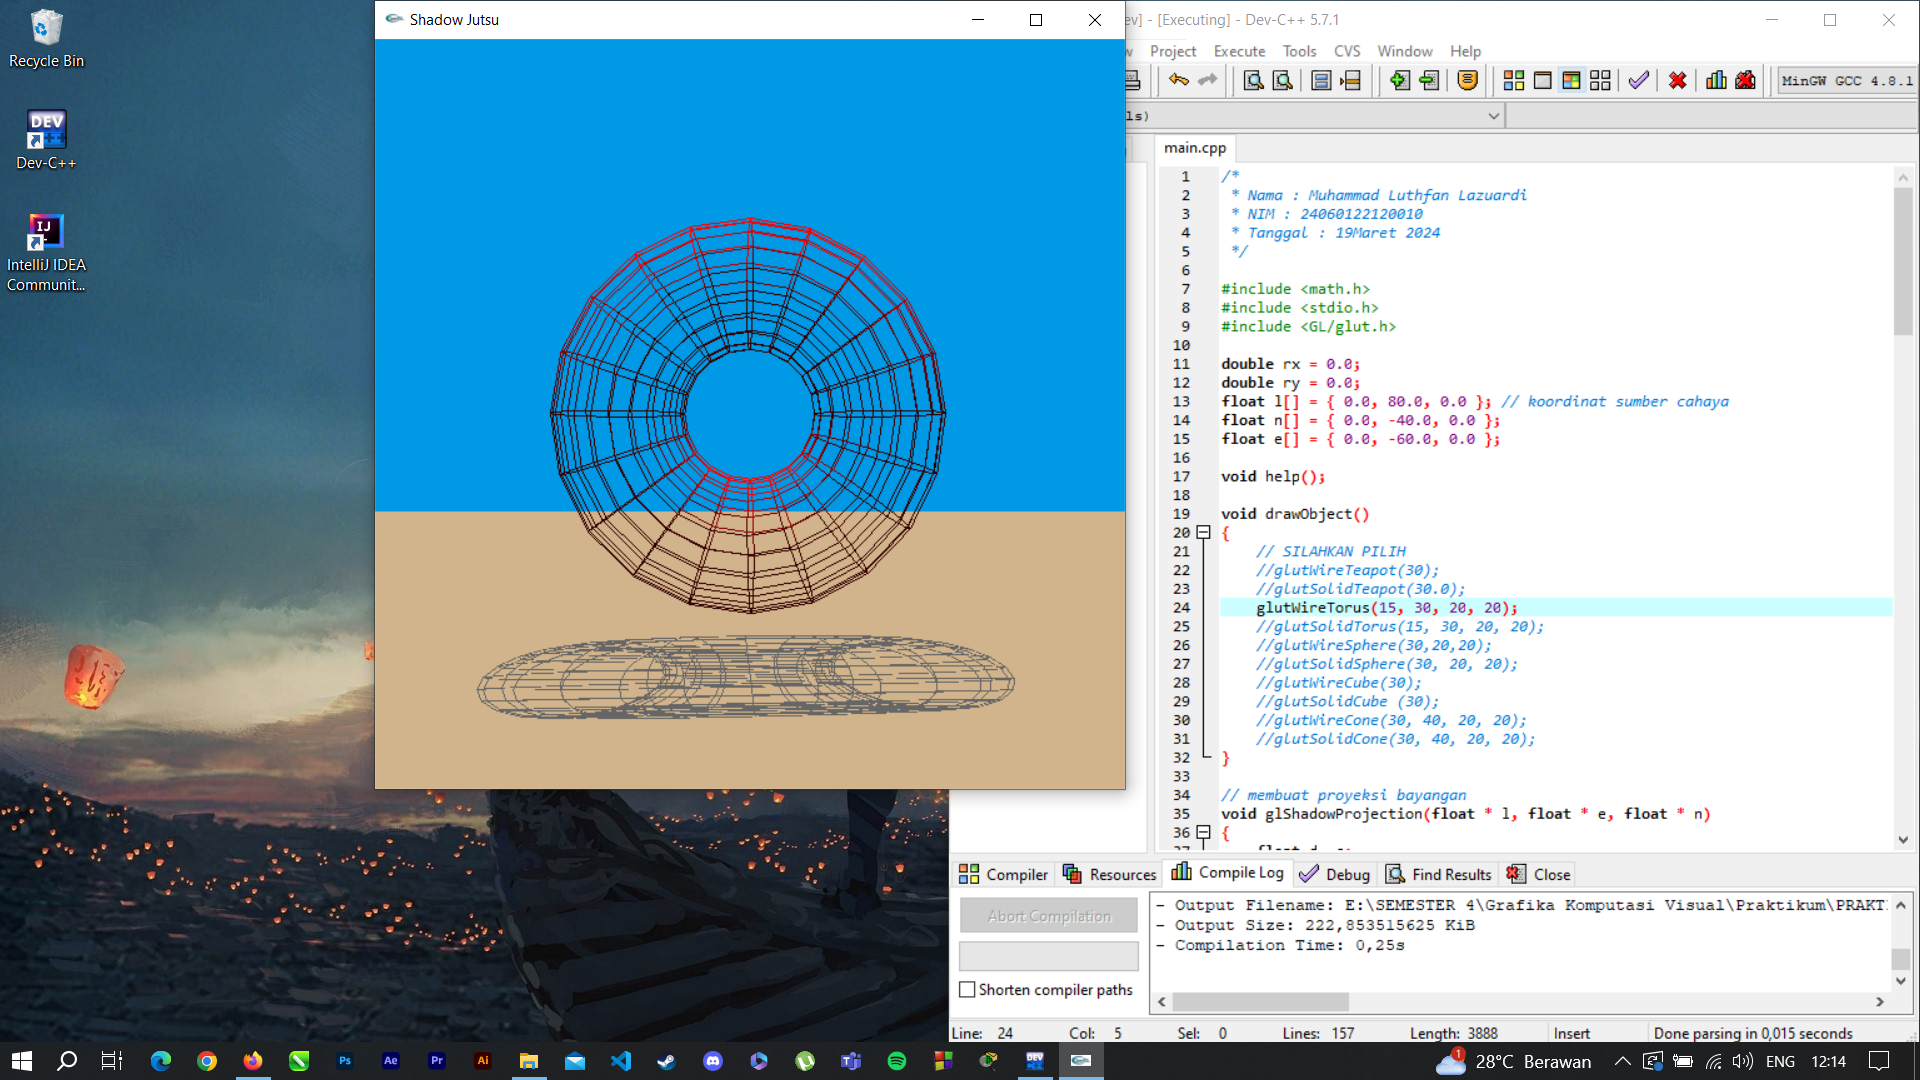 Recycle Bin
DEV
Dev-C++
IJ
IntelliJ IDEA
Communit...
Shadow Jutsu
[Executing] - Dev-C++ 5.7.1
Project Execute Tools CVS Window Help
MinGW GCC 4.8.1
main.cpp
1 /*
2 * Nama : Muhammad Luthfan Lazuardi
3 * NIM : 24060122120010
4 * Tanggal : 19Maret 2024
5 */
6
7 #include <math.h>
8 #include <stdio.h>
9 #include <GL/glut.h>
10
11 double rx = 0.0;
12 double ry = 0.0;
13 float l[] = { 0.0, 80.0, 0.0 }; // koordinat sumber cahaya
14 float n[] = { 0.0, -40.0, 0.0 };
15 float e[] = { 0.0, -60.0, 0.0 };
16
17 void help();
18
19 void drawObject()
20 {
21 // SILAHKAN PILIH
22 //glutWireTeapot(30);
23 //glutSolidTeapot(30.0);
24 glutWireTorus(15, 30, 20, 20);
25 //glutSolidTorus(15, 30, 20, 20);
26 //glutWireSphere(30,20,20);
27 //glutSolidSphere(30, 20, 20);
28 //glutWireCube(30);
29 //glutSolidCube (30);
30 //glutWireCone(30, 40, 20, 20);
31 //glutSolidCone(30, 40, 20, 20);
32 }
33
34 // membuat proyeksi bayangan
35 void glShadowProjection(float * l, float * e, float * n)
36 {
Compiler Resources Compile Log Debug Find Results Close
Abort Compilation
Shorten compiler paths
- Output Filename: E:\SEMESTER 4\Grafika Komputasi Visual\Praktikum\PRAKT
- Output Size: 222,853515625 KiB
- Compilation Time: 0,25s
Line: 24 Col: 5 Sel: 0 Lines: 157 Length: 3888 Insert Done parsing in 0,015 seconds
Ps Ae Pr Ai DEV 1 28°C Berawan ENG 12:14